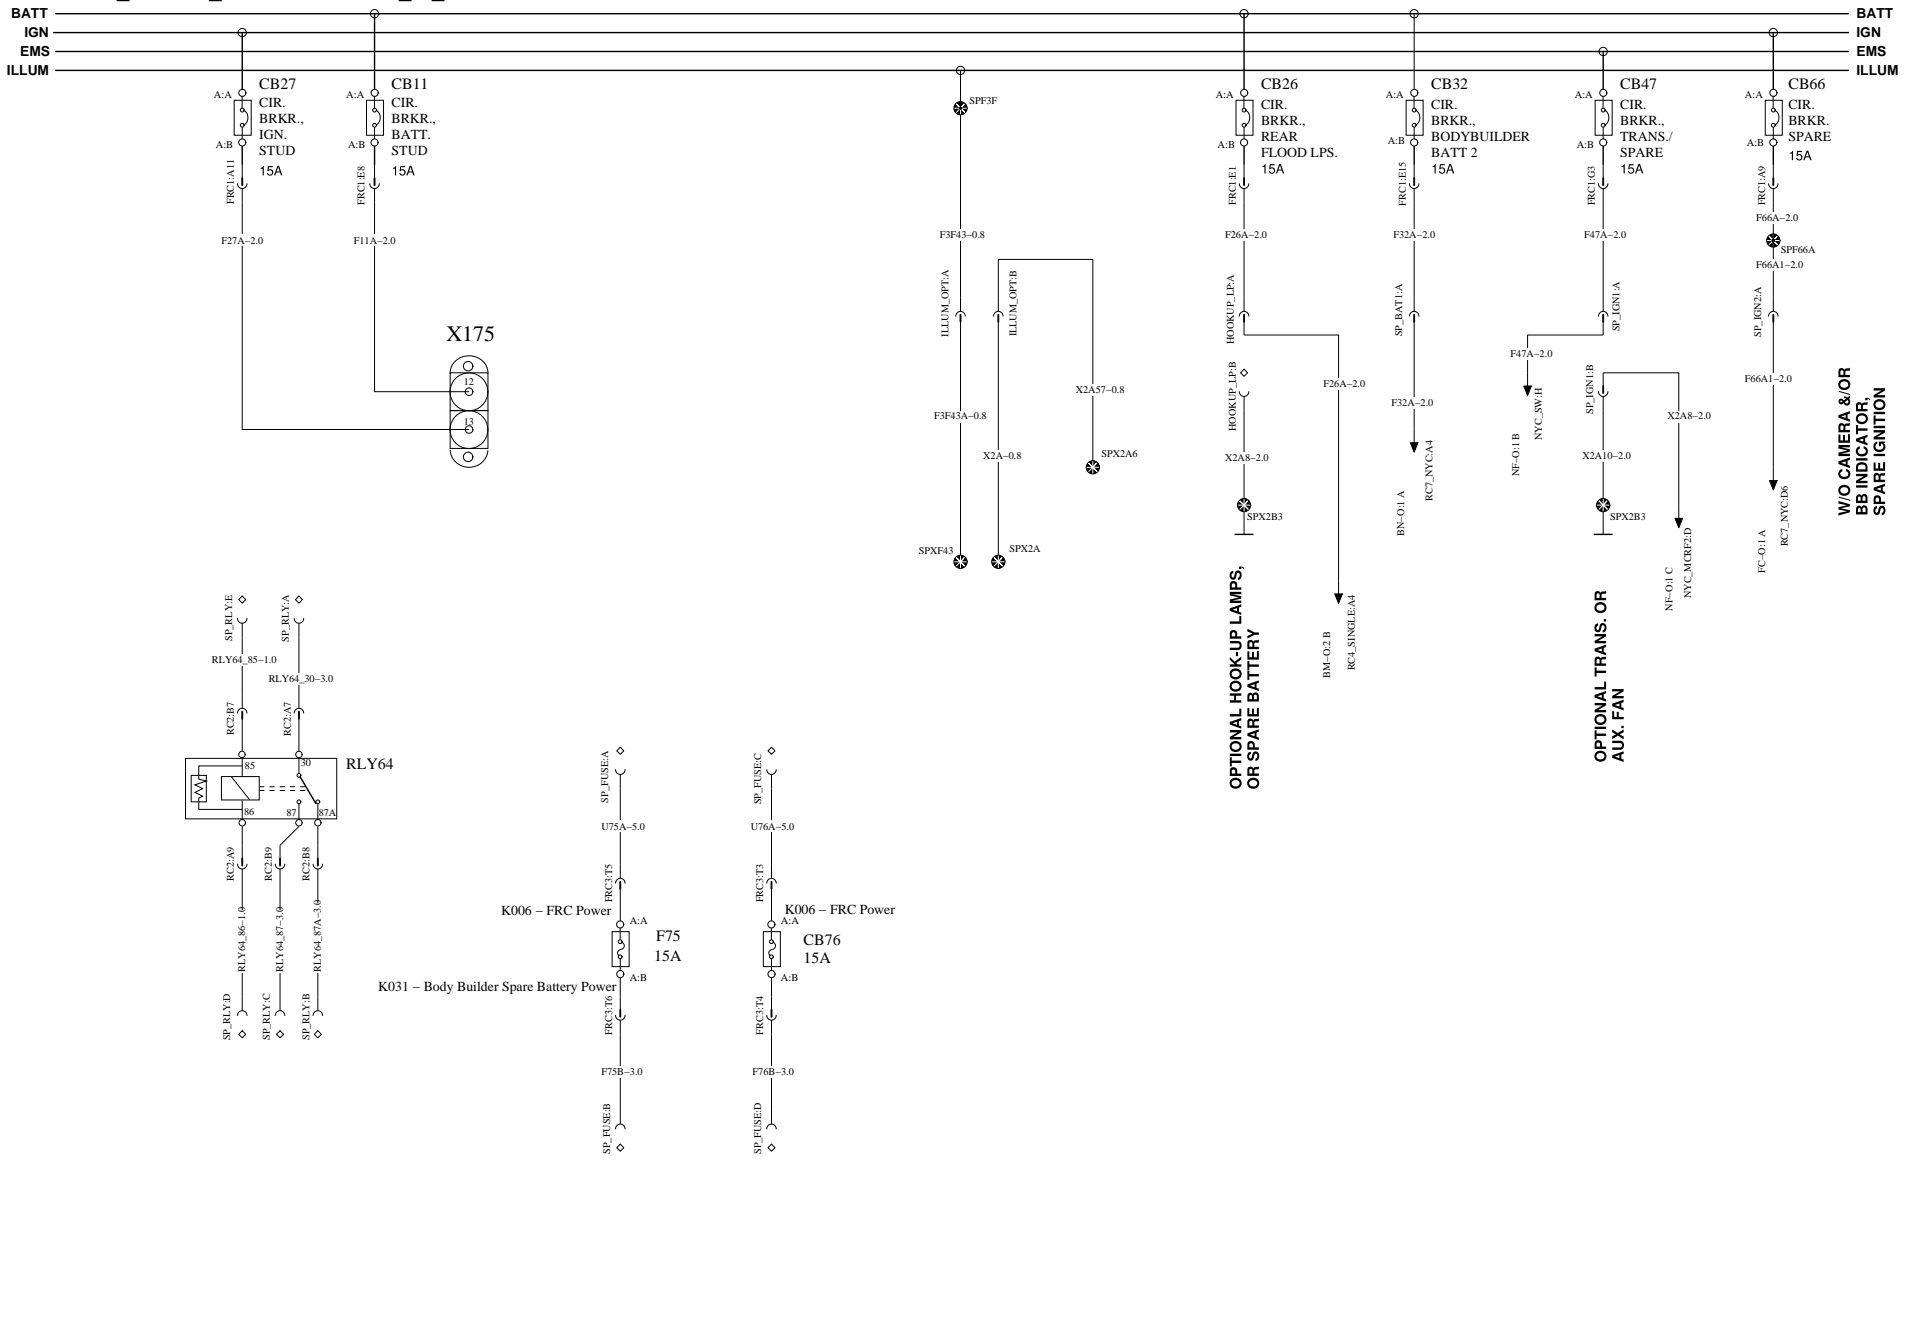 BATT
IGN
EMS
ILLUM
BATT
IGN
EMS
ILLUM
A:A
CB27
CIR.
BRKR.,
IGN.
STUD
15A
A:B
FRC1:A11
F27A–2.0
A:A
CB11
CIR.
BRKR.,
BATT.
STUD
15A
A:B
FRC1:E8
F11A–2.0
X175
12
13
SPF3F
F3F43–0.8
ILLUM_OPT:A
F3F43A–0.8
SPXF43
ILLUM_OPT:B
X2A–0.8
SPX2A
X2A57–0.8
SPX2A6
A:A
CB26
CIR.
BRKR.,
REAR
FLOOD LPS.
15A
A:B
FRC1:E1
F26A–2.0
HOOKUP_LP:A
HOOKUP_LP:B
X2A8–2.0
SPX2B3
F26A–2.0
BM–O:2 B
RC4_SINGLE:A4
OPTIONAL HOOK-UP LAMPS,
OR SPARE BATTERY
A:A
CB32
CIR.
BRKR.,
BODYBUILDER
BATT 2
15A
A:B
FRC1:E15
F32A–2.0
SP_BAT1:A
F32A–2.0
BN–O:1 A
RC7_NYC:A4
A:A
CB47
CIR.
BRKR.,
TRANS./
SPARE
15A
A:B
FRC1:G3
F47A–2.0
SP_IGN1:A
F47A–2.0
NF–O:1 B
NYC_SW:H
SP_IGN1:B
X2A10–2.0
SPX2B3
X2A8–2.0
NF–O:1 C
NYC_MCRF2:D
OPTIONAL TRANS. OR
AUX. FAN
A:A
CB66
CIR.
BRKR.
SPARE
15A
A:B
FRC1:A9
F66A–2.0
SPF66A
F66A1–2.0
SP_IGN2:A
F66A1–2.0
FC–O:1 A
RC7_NYC:D6
W/O CAMERA &/OR
BB INDICATOR,
SPARE IGNITION
SP_RLY:E
SP_RLY:A
RLY64_85–1.0
RLY64_30–3.0
RC2:B7
RC2:A7
85
30
RLY64
86
87
87A
RC2:A9
RC2:B9
RC2:B8
RLY64_86–1.0
RLY64_87–3.0
RLY64_87A–3.0
SP_RLY:D
SP_RLY:C
SP_RLY:B
SP_FUSE:A
U75A–5.0
FRC3:T5
K006 – FRC Power
A:A
F75
15A
A:B
K031 – Body Builder Spare Battery Power
FRC3:T6
F75B–3.0
SP_FUSE:B
SP_FUSE:C
U76A–5.0
FRC3:T3
K006 – FRC Power
A:A
CB76
15A
A:B
FRC3:T4
F76B–3.0
SP_FUSE:D